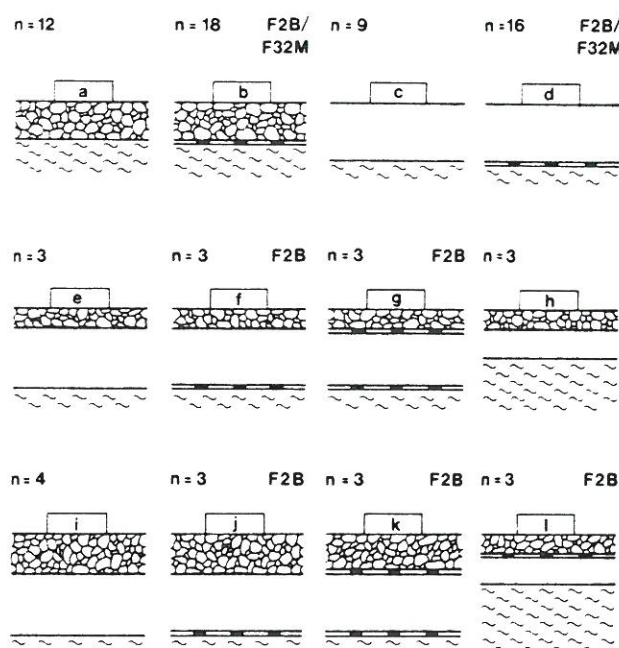 n=12 n=18 F2B/ n=9 n=16 F2B/
F32M F32M
a b c d
n=3 n=3 F2B n=3 F2B n=3
e f g h
n=4 n=3 F2B n=3 F2B n=3 F2B
i j k l